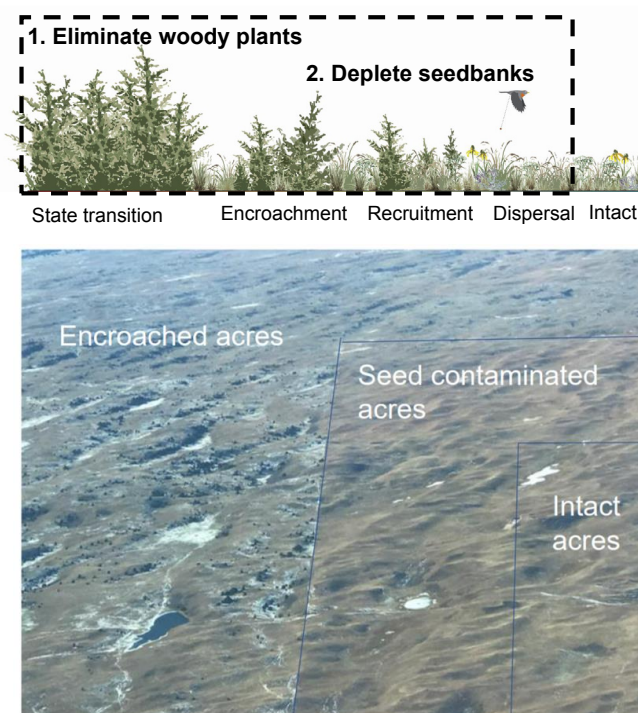 1. Eliminate woody plants
2. Deplete seedbanks
State transition
Encroachment
Recruitment
Dispersal
Intact
Encroached acres
Seed contaminated
acres
Intact
acres